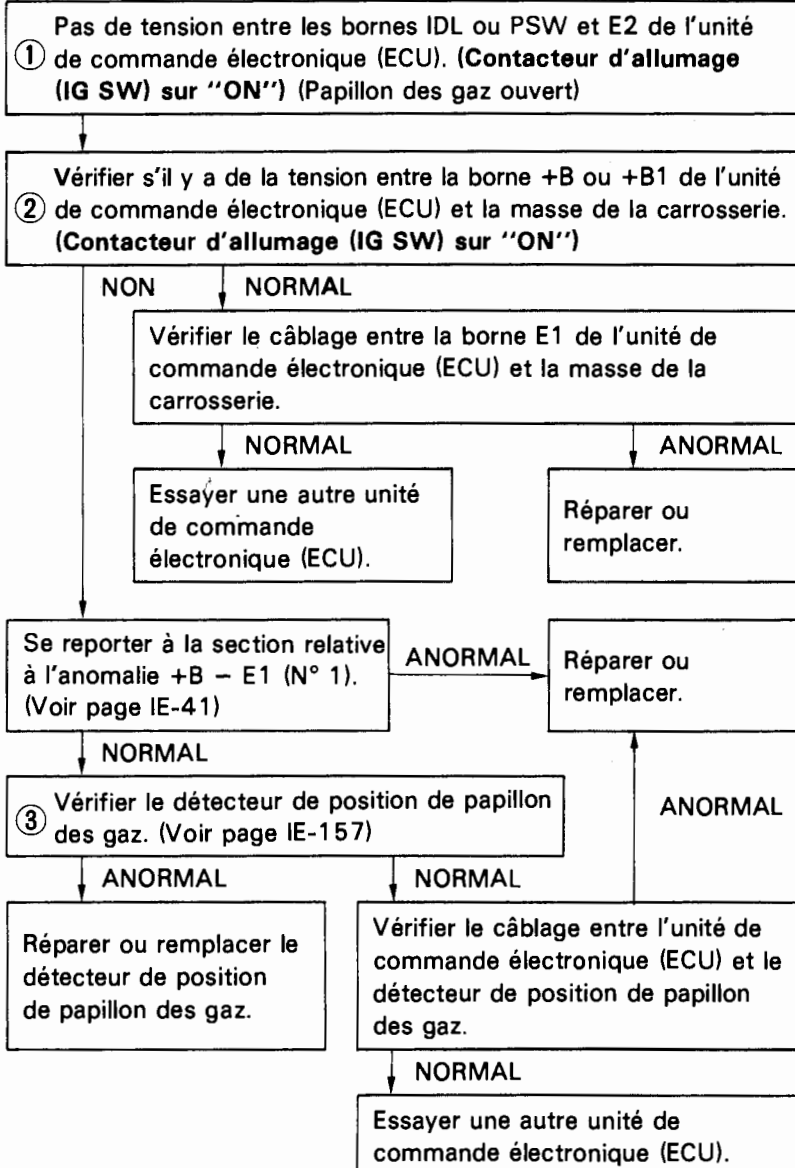 ① Pas de tension entre les bornes IDL ou PSW et E2 de l'unité
de commande électronique (ECU). (Contacteur d'allumage
(IG SW) sur "ON") (Papillon des gaz ouvert)
② Vérifier s'il y a de la tension entre la borne +B ou +B1 de l'unité
de commande électronique (ECU) et la masse de la carrosserie.
(Contacteur d'allumage (IG SW) sur "ON")
NON
NORMAL
Vérifier le câblage entre la borne E1 de l'unité de
commande électronique (ECU) et la masse de la
carrosserie.
NORMAL
ANORMAL
Essayer une autre unité
de commande
électronique (ECU).
Réparer ou
remplacer.
Se reporter à la section relative
à l'anomalie +B – E1 (N° 1).
(Voir page IE-41)
ANORMAL
Réparer ou
remplacer.
NORMAL
③ Vérifier le détecteur de position de papillon
des gaz. (Voir page IE-157)
ANORMAL
ANORMAL
NORMAL
Réparer ou remplacer le
détecteur de position
de papillon des gaz.
Vérifier le câblage entre l'unité de
commande électronique (ECU) et le
détecteur de position de papillon
des gaz.
NORMAL
Essayer une autre unité de
commande électronique (ECU).